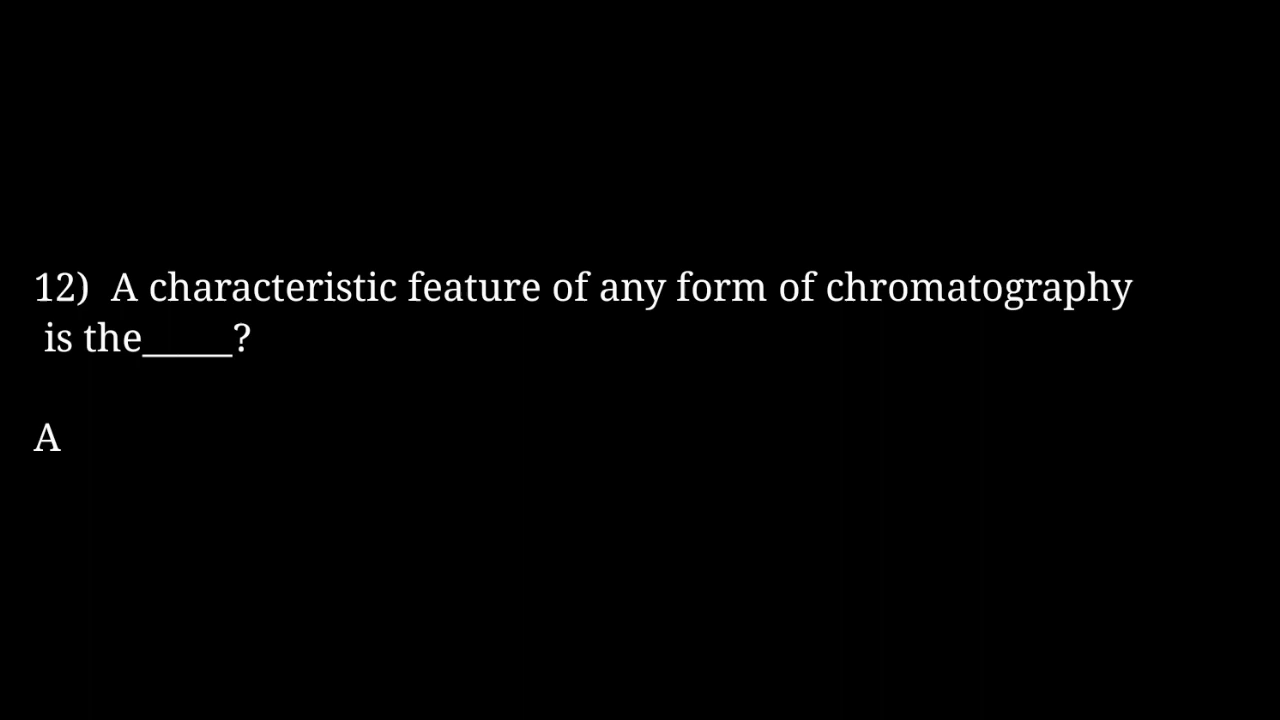 12) A characteristic feature of any form of chromatography
is the_____?
A